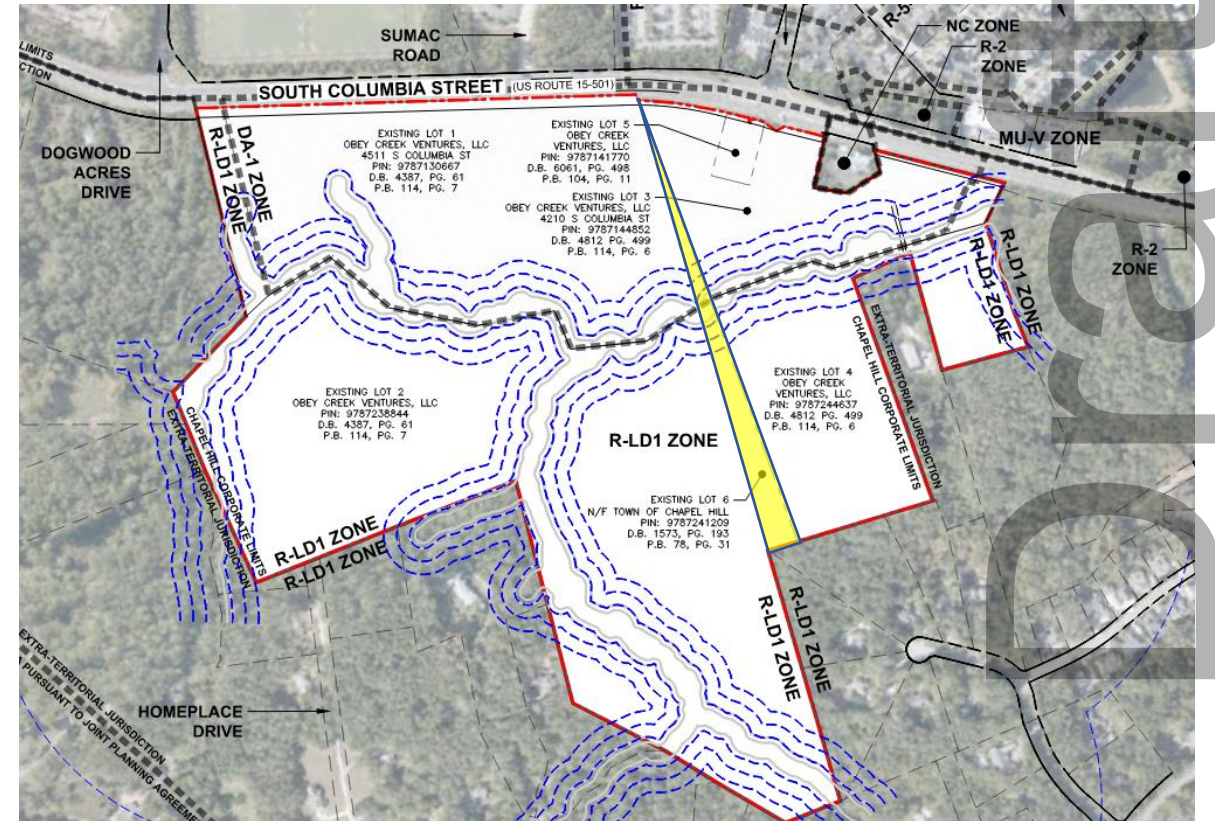 SUMAC
ROAD
NC ZONE
R-2
ZONE
LIMITS
SOUTH COLUMBIA STREET (US ROUTE 15-501)
MU-V ZONE
DOGWOOD
ACRES
DRIVE
DA-1 ZONE
R-LD1 ZONE
EXISTING LOT 1
OBEY CREEK VENTURES, LLC
4511 S COLUMBIA ST
PIN: 9787130667
D.B. 4387, PG. 61
P.B. 114, PG. 7
EXISTING LOT 5
OBEY CREEK
VENTURES, LLC
PIN: 9787141770
D.B. 6061, PG. 498
P.B. 104, PG. 11
EXISTING LOT 3
OBEY CREEK VENTURES, LLC
4210 S COLUMBIA ST
PIN: 9787144852
D.B. 4812 PG. 499
P.B. 114, PG. 6
R-2
ZONE
R-LD1 ZONE
R-LD1 ZONE
EXTRA-TERRITORIAL JURISDICTION
CHAPEL HILL CORPORATE LIMITS
EXISTING LOT 2
OBEY CREEK VENTURES, LLC
PIN: 9787238844
D.B. 4387, PG. 61
P.B. 114, PG. 7
EXISTING LOT 4
OBEY CREEK
VENTURES, LLC
PIN: 9787244637
D.B. 4812 PG. 499
P.B. 114, PG. 6
R-LD1 ZONE
CHAPEL HILL CORPORATE LIMITS
EXTRA-TERRITORIAL JURISDICTION
EXISTING LOT 6
N/F TOWN OF CHAPEL HILL
PIN: 9787241209
D.B. 1573, PG. 193
P.B. 78, PG. 31
R-LD1 ZONE
R-LD1 ZONE
R-LD1 ZONE
R-LD1 ZONE
HOMEPLACE
DRIVE
EXTRA-TERRITORIAL JURISDICTION
PURSUANT TO JOINT PLANNING
Draft